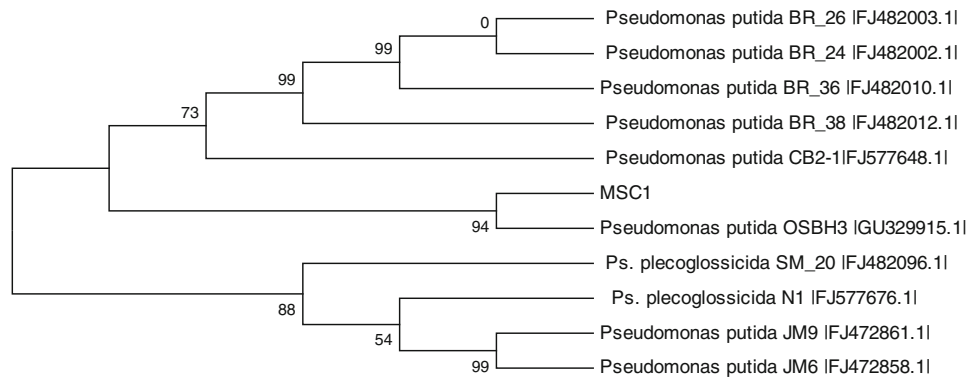 0
Pseudomonas putida BR_26 |FJ482003.1|
99
Pseudomonas putida BR_24 |FJ482002.1|
99
Pseudomonas putida BR_36 |FJ482010.1|
73
Pseudomonas putida BR_38 |FJ482012.1|
Pseudomonas putida CB2-1|FJ577648.1|
MSC1
94
Pseudomonas putida OSBH3 |GU329915.1|
Ps. plecoglossicida SM_20 |FJ482096.1|
88
Ps. plecoglossicida N1 |FJ577676.1|
54
Pseudomonas putida JM9 |FJ472861.1|
99
Pseudomonas putida JM6 |FJ472858.1|